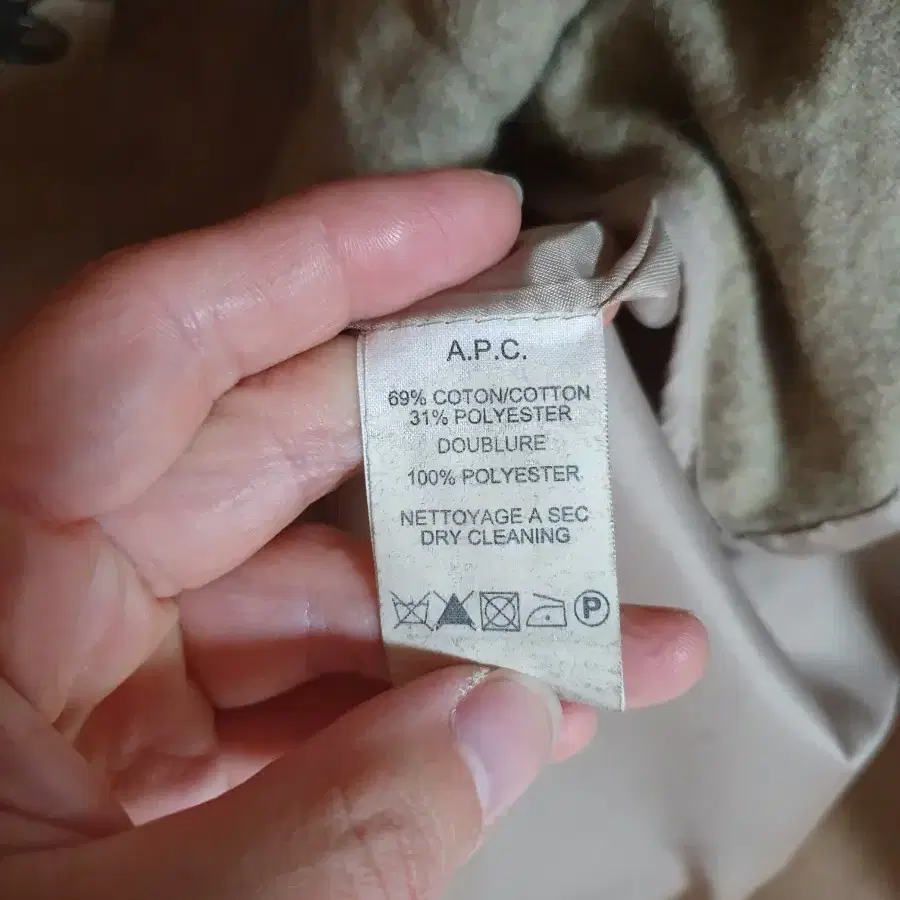 A.P.C.
69% COTON/COTTON
31% POLYESTER
DOUBLURE
100% POLYESTER
NETTOYAGE A SEC
DRY CLEANING
P